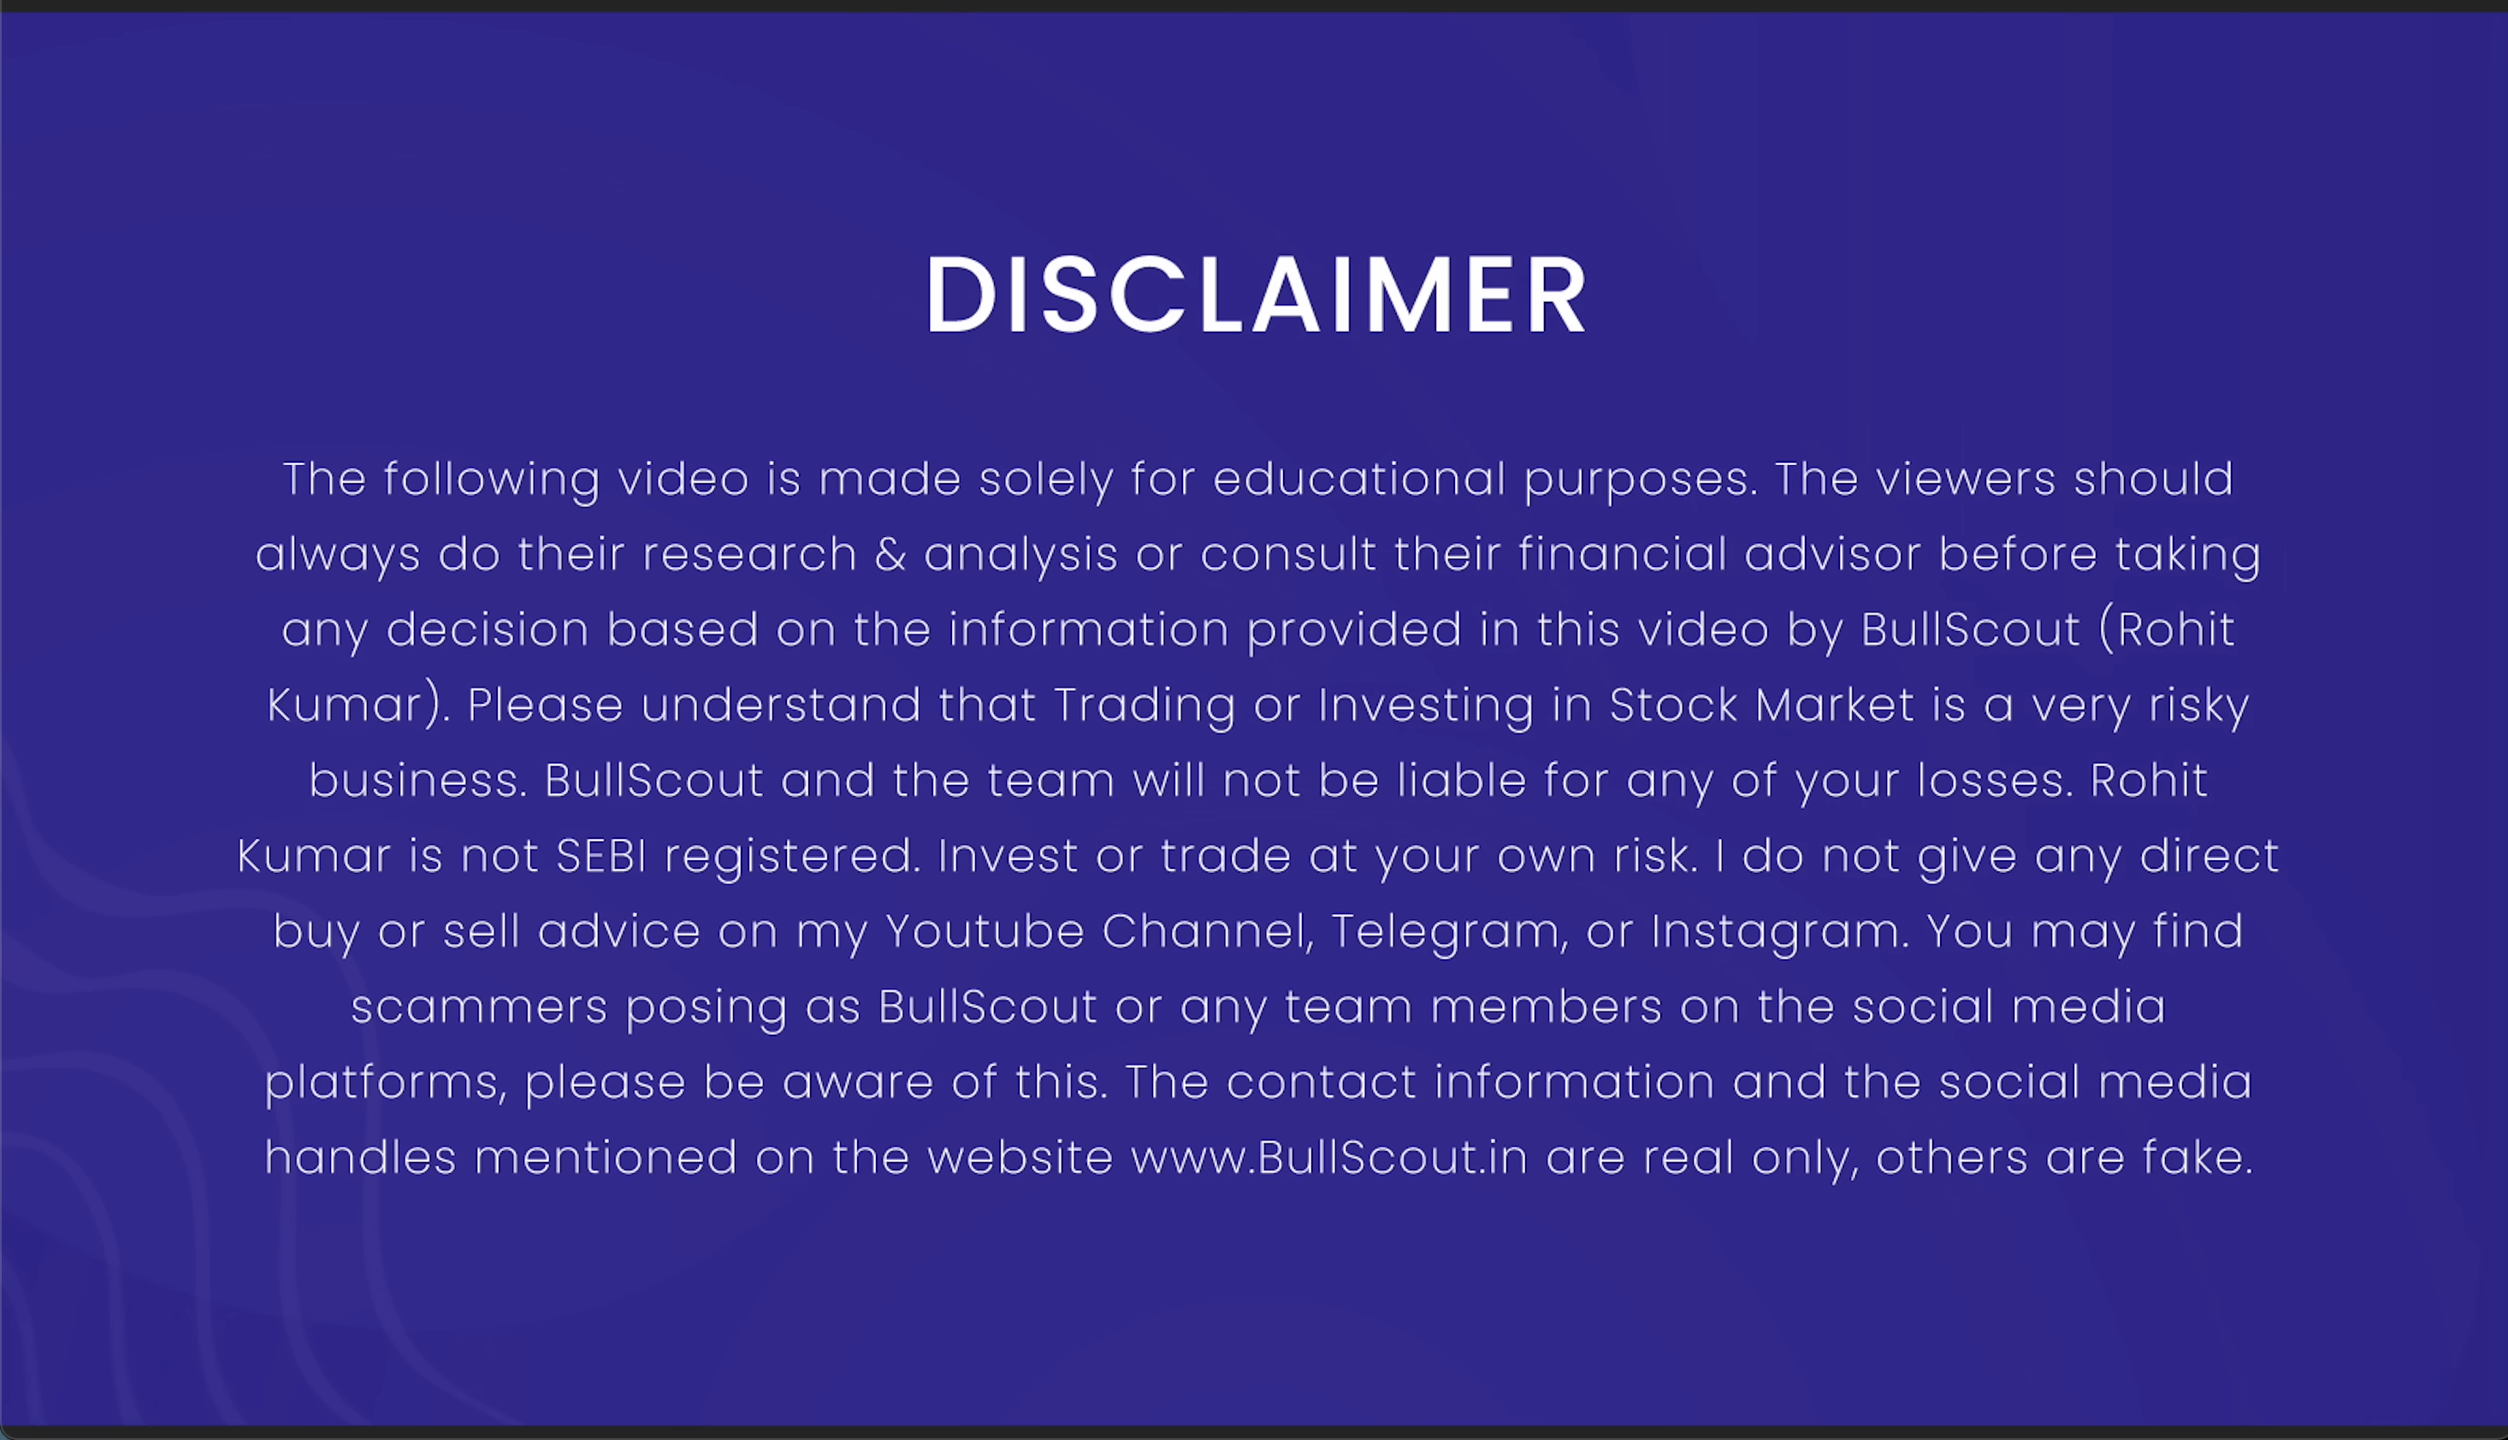 DISCLAIMER
The following video is made solely for educational purposes. The viewers should
always do their research & analysis or consult their financial advisor before taking
any decision based on the information provided in this video by BullScout (Rohit
Kumar). Please understand that Trading or Investing in Stock Market is a very risky
business. BullScout and the team will not be liable for any of your losses. Rohit
Kumar is not SEBI registered. Invest or trade at your own risk. I do not give any direct
buy or sell advice on my Youtube Channel, Telegram, or Instagram. You may find
scammers posing as BullScout or any team members on the social media
platforms, please be aware of this. The contact information and the social media
handles mentioned on the website www.BullScout.in are real only, others are fake.